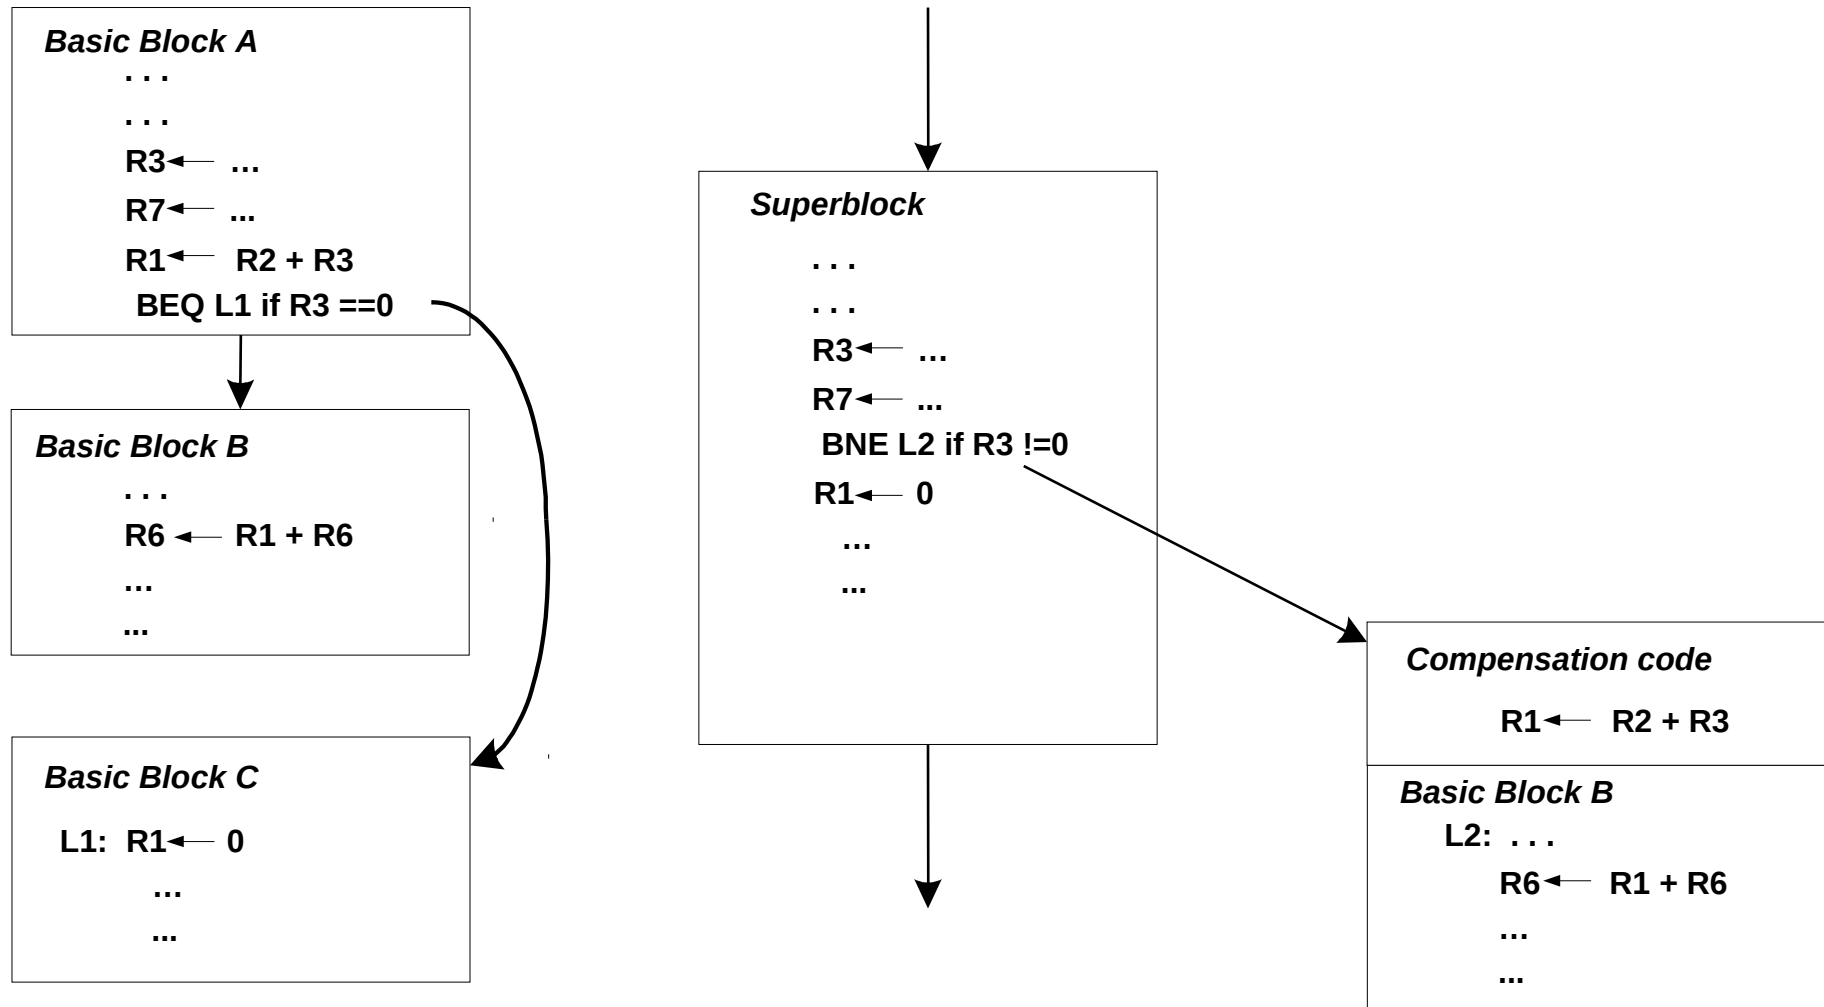 Basic Block A
. . .
. . .
R3 ← ...
R7 ← ...
R1 ← R2 + R3
BEQ L1 if R3 ==0
Basic Block B
. . .
R6 ← R1 + R6
...
...
Basic Block C
L1: R1 ← 0
...
...
Superblock
. . .
. . .
R3 ← ...
R7 ← ...
BNE L2 if R3 !=0
R1 ← 0
...
...
Compensation code
R1 ← R2 + R3
Basic Block B
L2: . . .
R6 ← R1 + R6
...
...